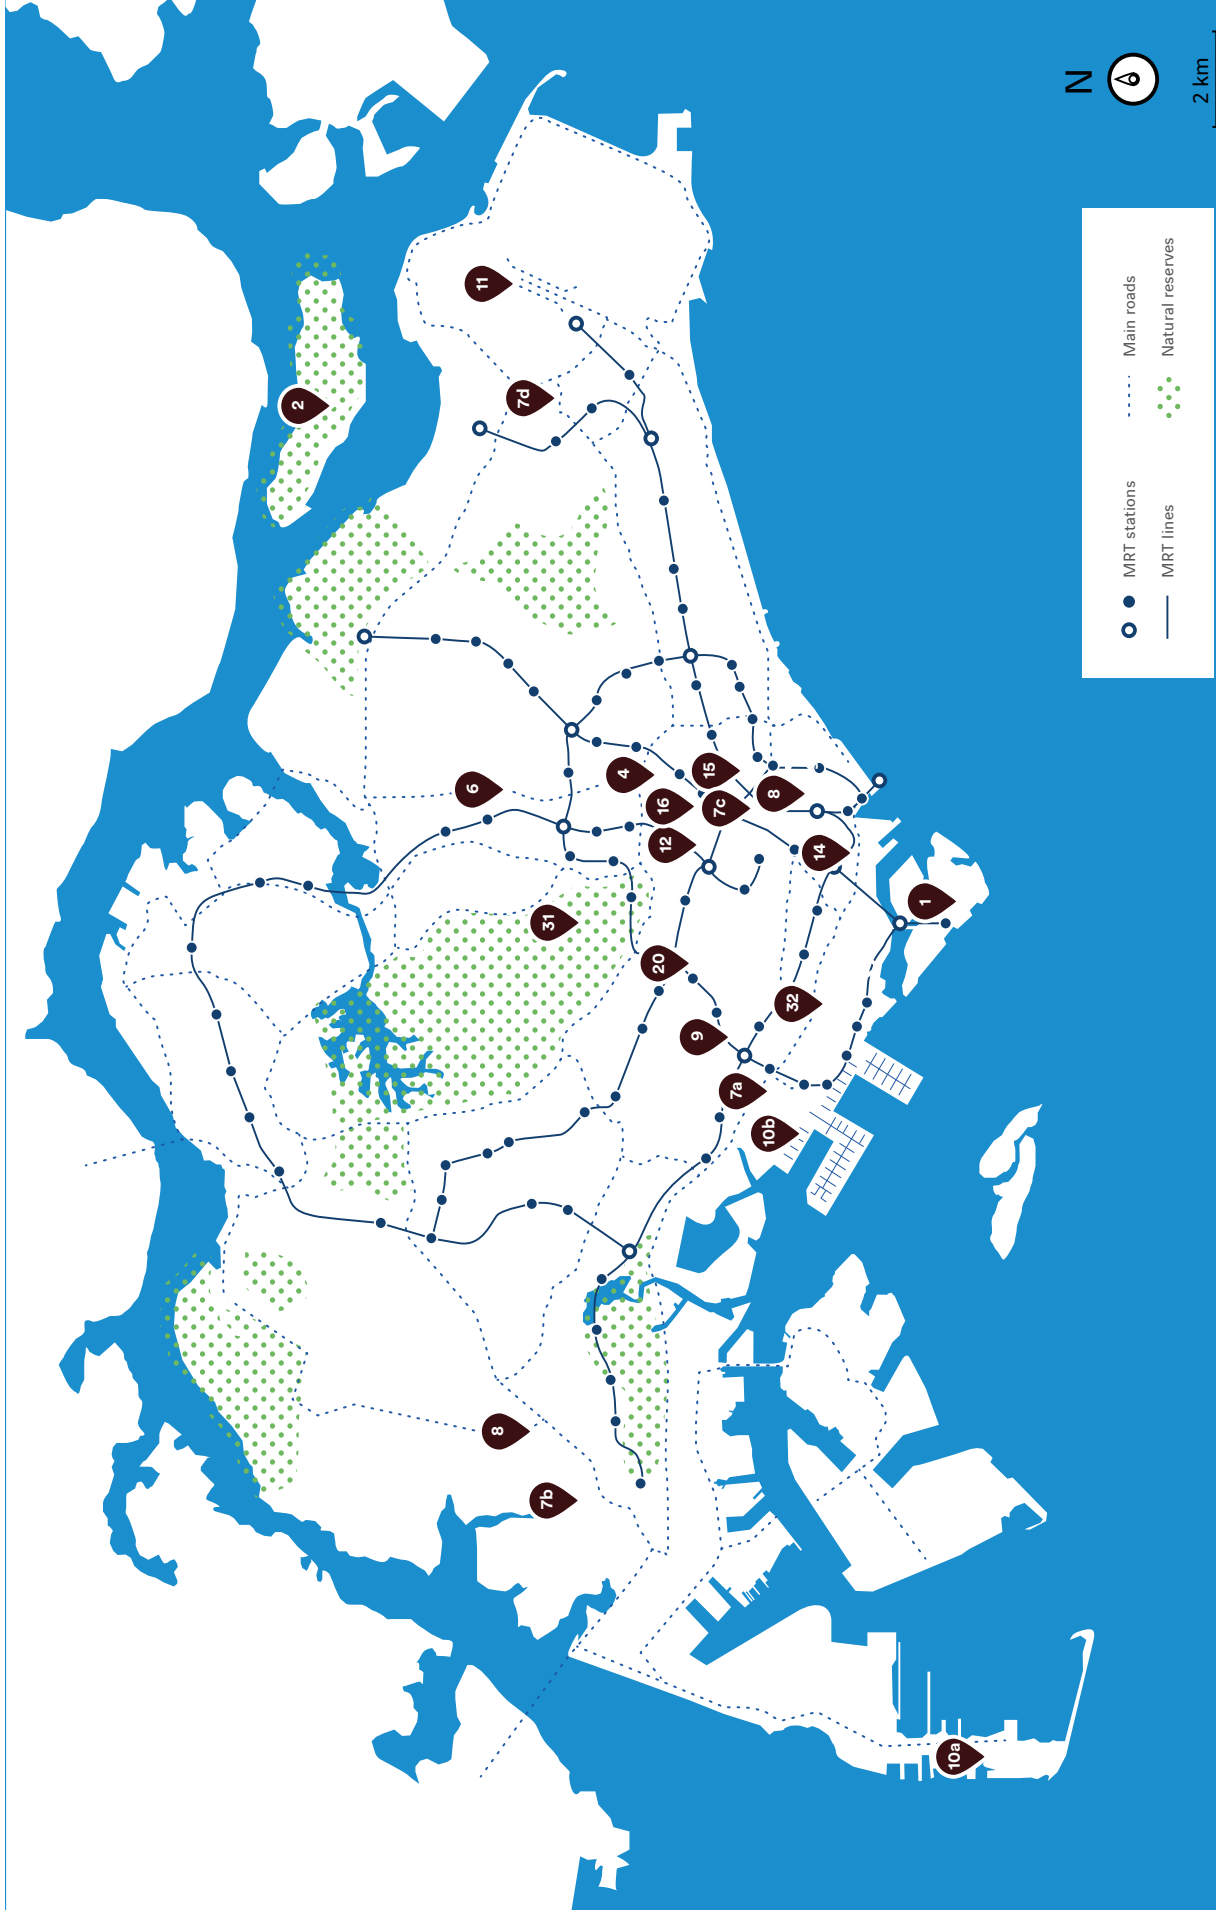 N
2 km
11
2
7d
6
4
15
16
7c
8
12
14
1
31
20
32
9
7a
10b
8
7b
10a
MRT stations
MRT lines
Main roads
Natural reserves